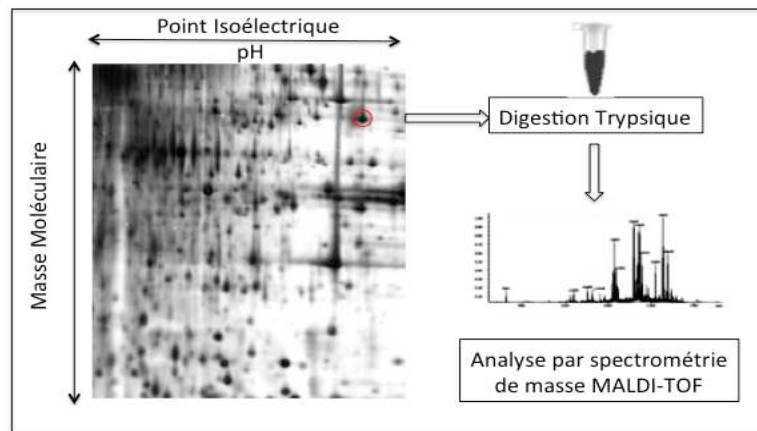 Point Isoélectrique
pH
Masse Moléculaire
Digestion Trypsique
Analyse par spectrométrie
de masse MALDI-TOF